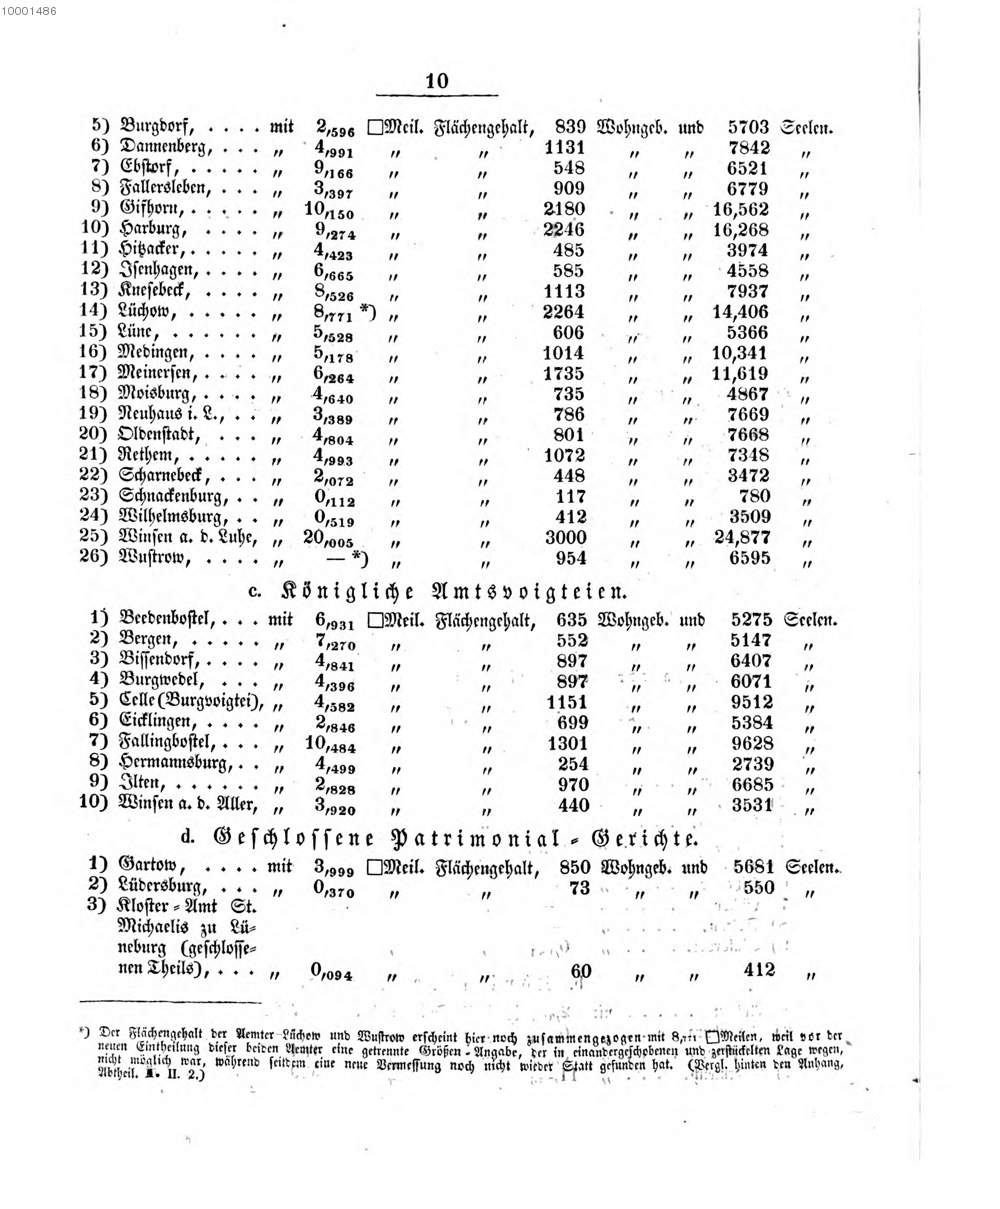 10001486
10
5) Burgdorf, . . . . mit 2,596 □Meil. Flächengehalt, 839 Wohngeb. und 5703 Seelen.
6) Dannenberg, . . . „ 4,991 „ „ 1131 „ „ 7842 „
7) Ebstorf, . . . . . „ 9,166 „ „ 548 „ „ 6521 „
8) Fallersleben, . . . „ 3,397 „ „ 909 „ „ 6779 „
9) Gifhorn, . . . . . „ 10,150 „ „ 2180 „ „ 16,562 „
10) Harburg, . . . . „ 9,274 „ „ 2246 „ „ 16,268 „
11) Hitzacker, . . . . . „ 4,423 „ „ 485 „ „ 3974 „
12) Isenhagen, . . . . „ 6,665 „ „ 585 „ „ 4558 „
13) Knesebeck, . . . . „ 8,526 „ „ 1113 „ „ 7937 „
14) Lüchow, . . . . . „ 8,771 *) „ „ 2264 „ „ 14,406 „
15) Lüne, . . . . . . „ 5,528 „ „ 606 „ „ 5366 „
16) Medingen, . . . . „ 5,178 „ „ 1014 „ „ 10,341 „
17) Meinersen, . . . . „ 6,264 „ „ 1735 „ „ 11,619 „
18) Moisburg, . . . . „ 4,640 „ „ 735 „ „ 4867 „
19) Neuhaus i. L., . . „ 3,389 „ „ 786 „ „ 7669 „
20) Oldenstadt, . . . „ 4,804 „ „ 801 „ „ 7668 „
21) Rethem, . . . . . „ 4,993 „ „ 1072 „ „ 7348 „
22) Scharnebeck, . . . „ 2,072 „ „ 448 „ „ 3472 „
23) Schnackenburg, . . „ 0,112 „ „ 117 „ „ 780 „
24) Wilhelmsburg, . . „ 0,519 „ „ 412 „ „ 3509 „
25) Winsen a. d. Luhe, „ 20,005 „ „ 3000 „ „ 24,877 „
26) Wustrow, . . . . „ — *) „ „ 954 „ „ 6595 „
c. Königliche Amtsvoigteien.
1) Beedenbostel, . . . mit 6,931 □Meil. Flächengehalt, 635 Wohngeb. und 5275 Seelen.
2) Bergen, . . . . . „ 7,270 „ „ 552 „ „ 5147 „
3) Bissendorf, . . . . „ 4,841 „ „ 897 „ „ 6407 „
4) Burgwedel, . . . „ 4,396 „ „ 897 „ „ 6071 „
5) Celle (Burgvoigtei), „ 4,582 „ „ 1151 „ „ 9512 „
6) Eicklingen, . . . . „ 2,846 „ „ 699 „ „ 5384 „
7) Fallingbostel, . . . „ 10,484 „ „ 1301 „ „ 9628 „
8) Hermannsburg, . . „ 4,499 „ „ 254 „ „ 2739 „
9) Ilten, . . . . . . „ 2,828 „ „ 970 „ „ 6685 „
10) Winsen a. d. Aller, „ 3,920 „ „ 440 „ „ 3531 „
d. Geschlossene Patrimonial-Gerichte.
1) Gartow, . . . . mit 3,999 □Meil. Flächengehalt, 850 Wohngeb. und 5681 Seelen.
2) Lüdersburg, . . . „ 0,370 „ „ 73 „ „ 550 „
3) Kloster-Amt St.
Michaelis zu Lü-
neburg (geschlosse-
nen Theils), . . . „ 0,094 „ „ 60 „ „ 412 „
*) Der Flächengehalt der Aemter Lüchow und Wustrow erscheint hier noch zusammengezogen mit 8,771 □Meilen, weil vor der
neuen Eintheilung dieser beiden Aemter eine getrennte Größen-Angabe, der in einandergeschobenen und zerstückelten Lage wegen,
nicht möglich war, während seitdem eine neue Vermessung noch nicht wieder Statt gefunden hat. (Vergl. hinten den Anhang,
Abtheil. I. II. 2.)